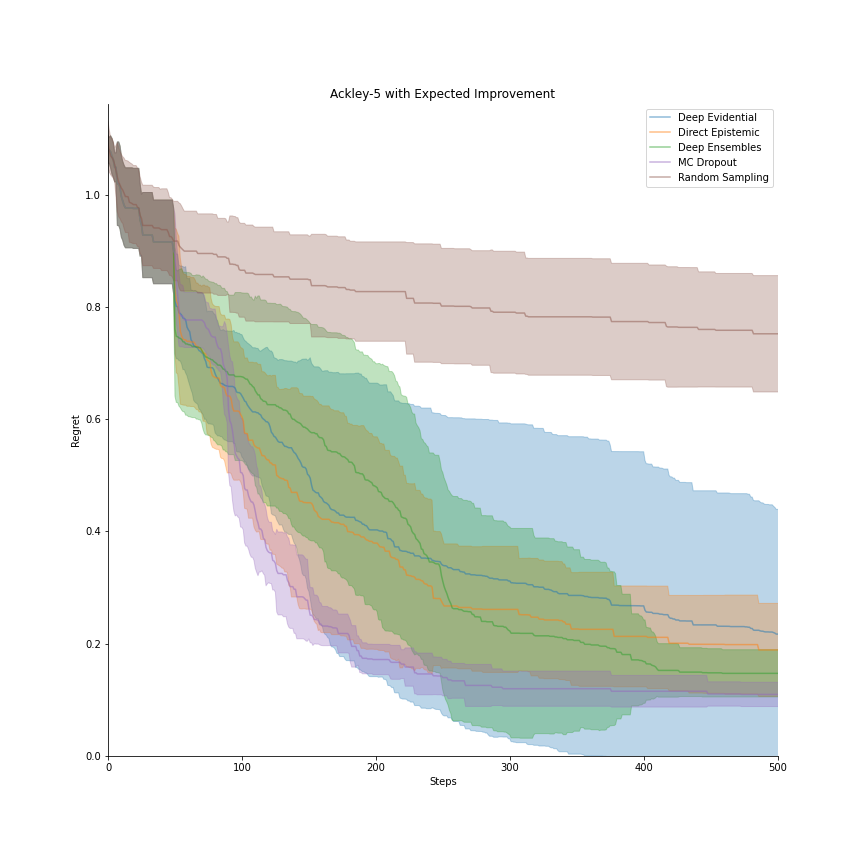 Ackley-5 with Expected Improvement
Deep Evidential
Direct Epistemic
Deep Ensembles
MC Dropout
Random Sampling
1.0
0.8
0.6
0.4
0.2
0.0
Regret
0 100 200 300 400 500
Steps